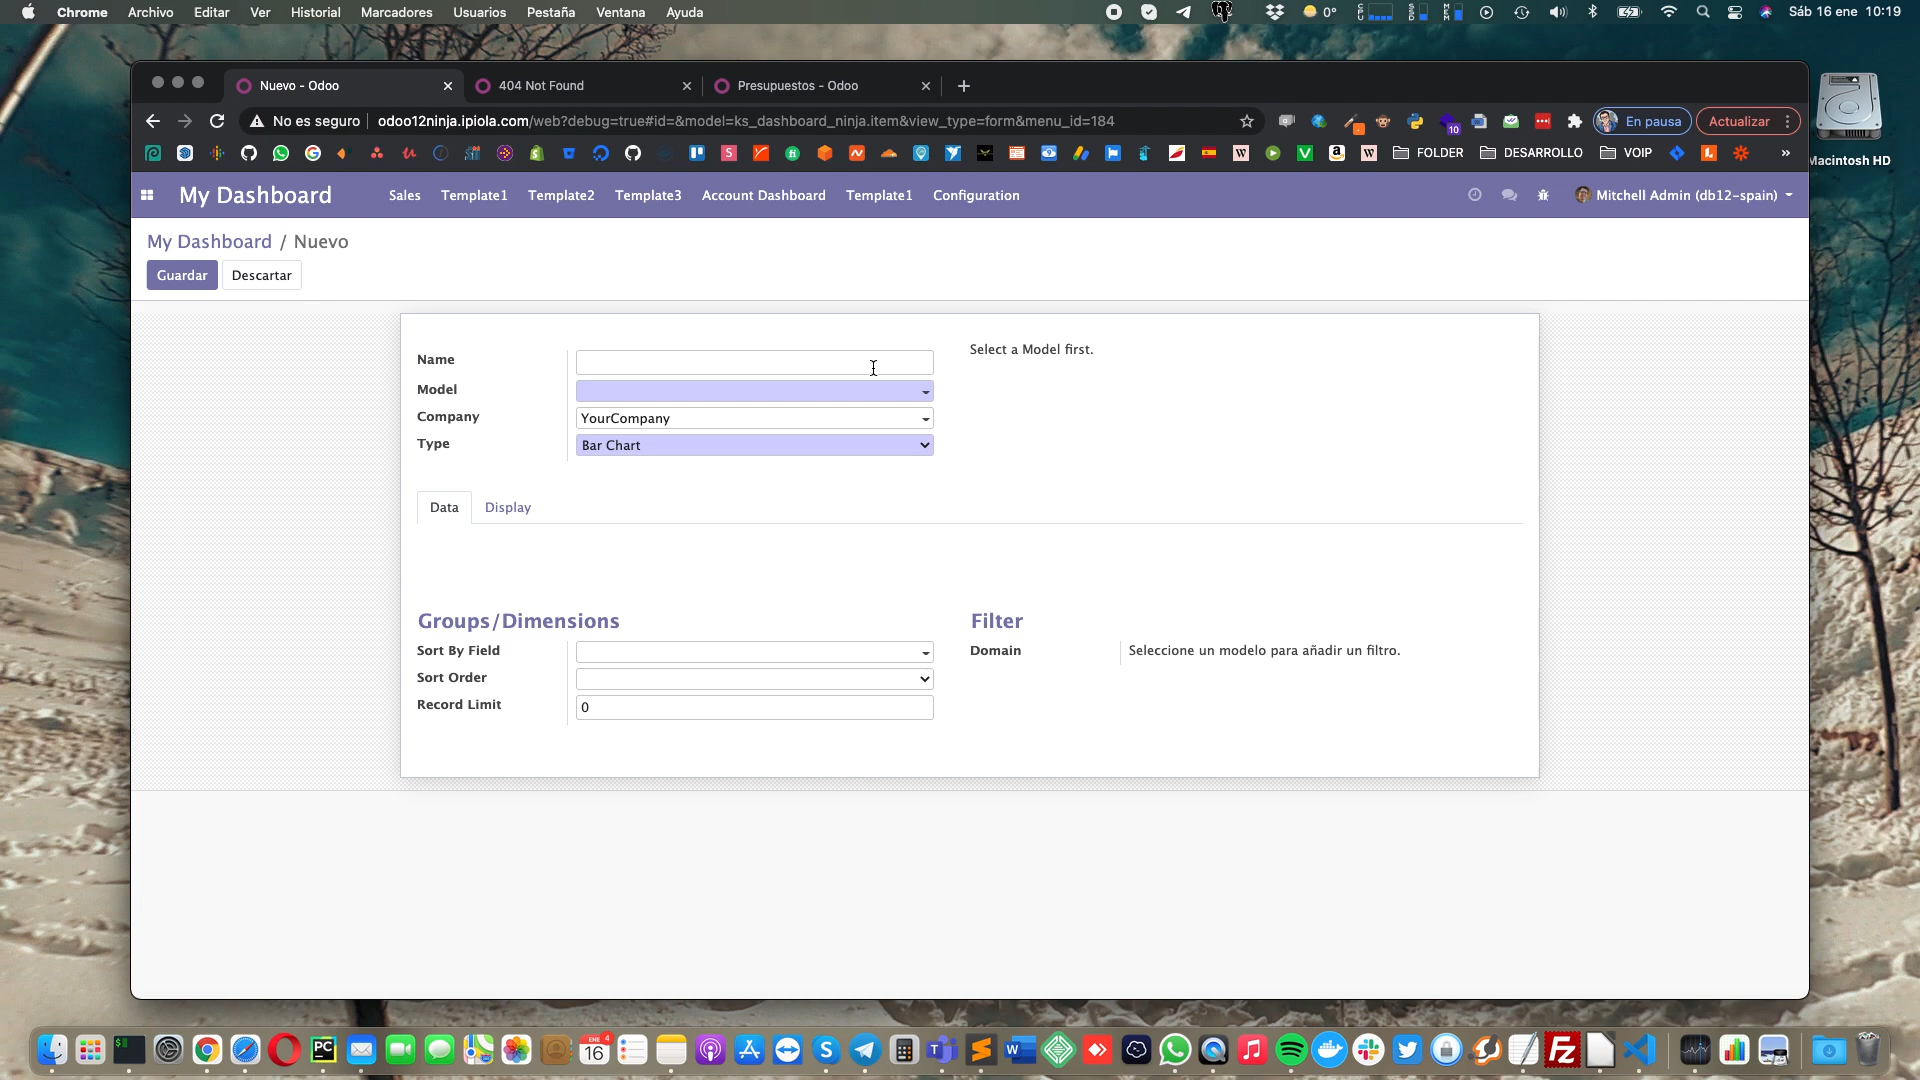 Chrome Archivo Editar Ver Historial Marcadores Usuarios Pestaña Ventana Ayuda
0° Sáb 16 ene 10:19
Nuevo - Odoo
404 Not Found
Presupuestos - Odoo
No es seguro odoo12ninja.ipiola.com/web?debug=true#id=&model=ks_dashboard_ninja.item&view_type=form&menu_id=184
10
En pausa
Actualizar
FOLDER
DESARROLLO
VOIP
»
Macintosh HD
My Dashboard Sales Template1 Template2 Template3 Account Dashboard Template1 Configuration
Mitchell Admin (db12-spain)
My Dashboard / Nuevo
Guardar Descartar
Name
Select a Model first.
Model
Company YourCompany
Type Bar Chart
Data Display
Groups/Dimensions
Filter
Sort By Field
Domain Seleccione un modelo para añadir un filtro.
Sort Order
Record Limit 0
ENE
16
4